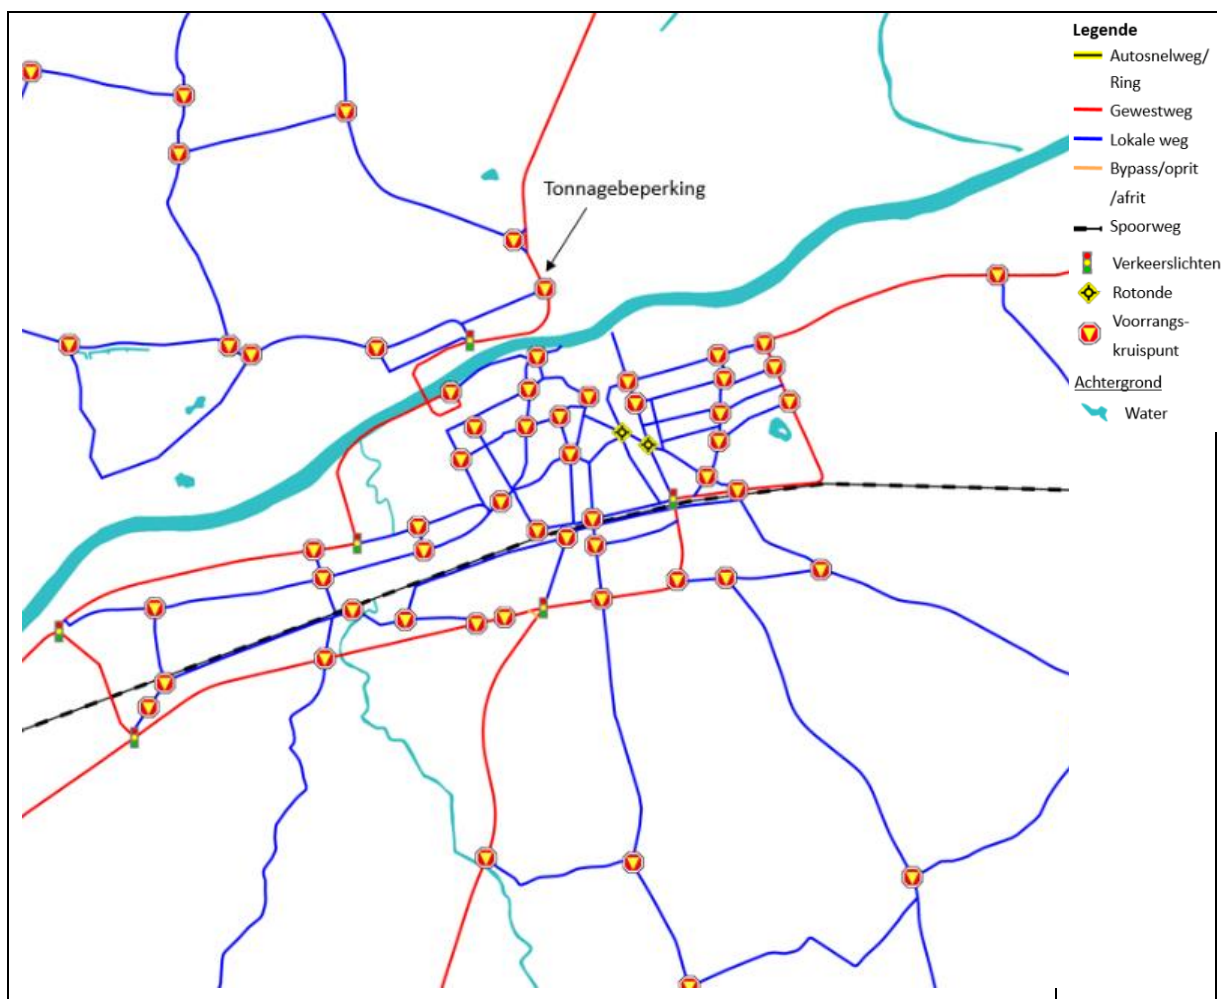 Legende
Autosnelweg/
Ring
Gewestweg
Lokale weg
Bypass/oprit
/afrit
Spoorweg
Verkeerslichten
Rotonde
Voorrangs-
kruispunt
Achtergrond
Water
Tonnagebeperking